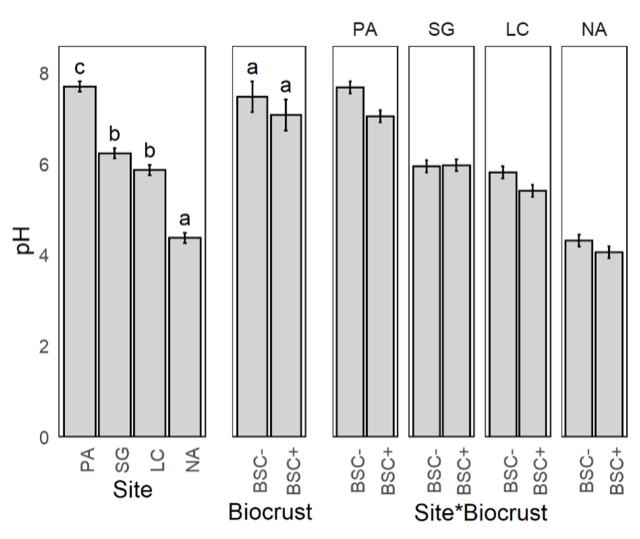 PA SG LC NA
8
6
4
2
0
pH
c
b
b
a
a
a
PA SG LC NA
BSC- BSC+
BSC- BSC+ BSC- BSC+ BSC- BSC+ BSC- BSC+
Site
Biocrust
Site*Biocrust